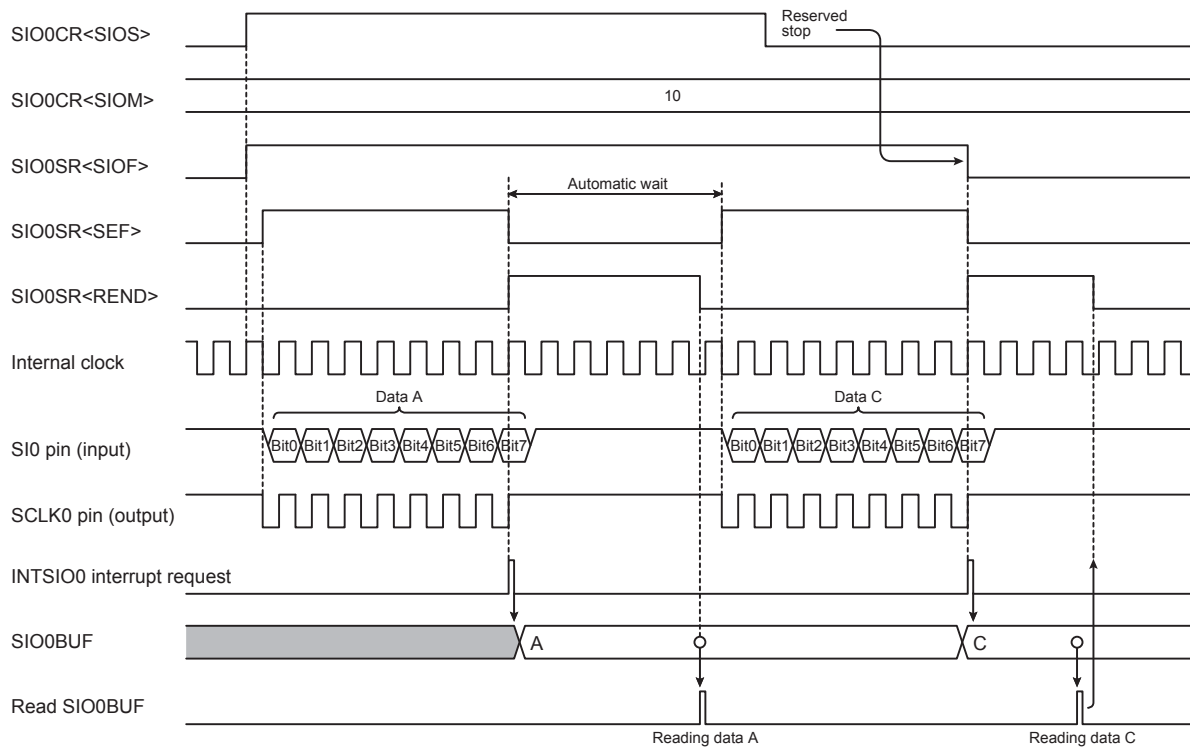 Reserved
stop
SIO0CR<SIOS>
SIO0CR<SIOM>
10
SIO0SR<SIOF>
Automatic wait
SIO0SR<SEF>
SIO0SR<REND>
Internal clock
Data A
Data C
SI0 pin (input)
Bit0 Bit1 Bit2 Bit3 Bit4 Bit5 Bit6 Bit7
Bit0 Bit1 Bit2 Bit3 Bit4 Bit5 Bit6 Bit7
SCLK0 pin (output)
INTSIO0 interrupt request
SIO0BUF
A
C
Read SIO0BUF
Reading data A
Reading data C